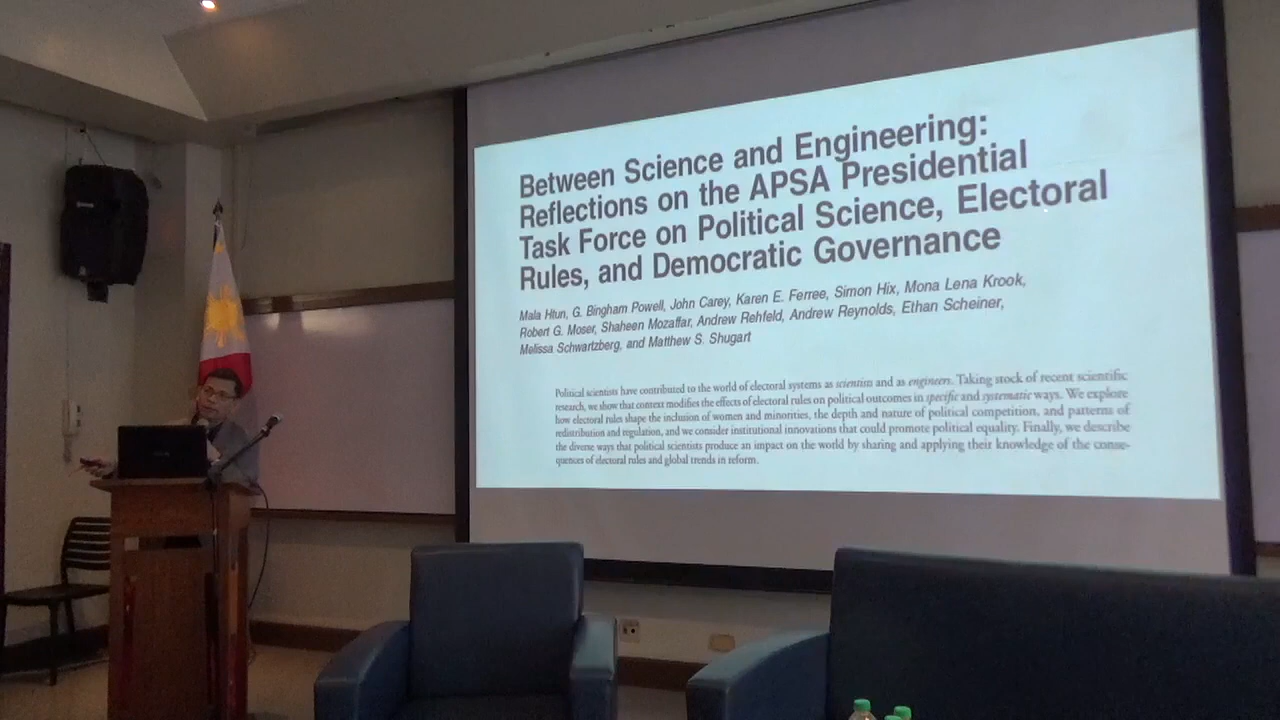 Between Science and Engineering:
Reflections on the APSA Presidential
Task Force on Political Science, Electoral
Rules, and Democratic Governance
Mala Htun, G. Bingham Powell, John Carey, Karen E. Ferree, Simon Hix, Mona Lena Krook,
Robert G. Moser, Shaheen Mozaffar, Andrew Rehfeld, Andrew Reynolds, Ethan Scheiner,
Melissa Schwartzberg, and Matthew S. Shugart
Political scientists have contributed to the world of electoral systems as scientists and as engineers. Taking stock of recent scientific
research, we show that context modifies the effects of electoral rules on political outcomes in specific and systematic ways. We explore
how electoral rules shape the inclusion of women and minorities, the depth and nature of political competition, and patterns of
redistribution and regulation, and we consider institutional innovations that could promote political equality. Finally, we describe
the diverse ways that political scientists produce an impact on the world by sharing and applying their knowledge of the conse-
quences of electoral rules and global trends in reform.